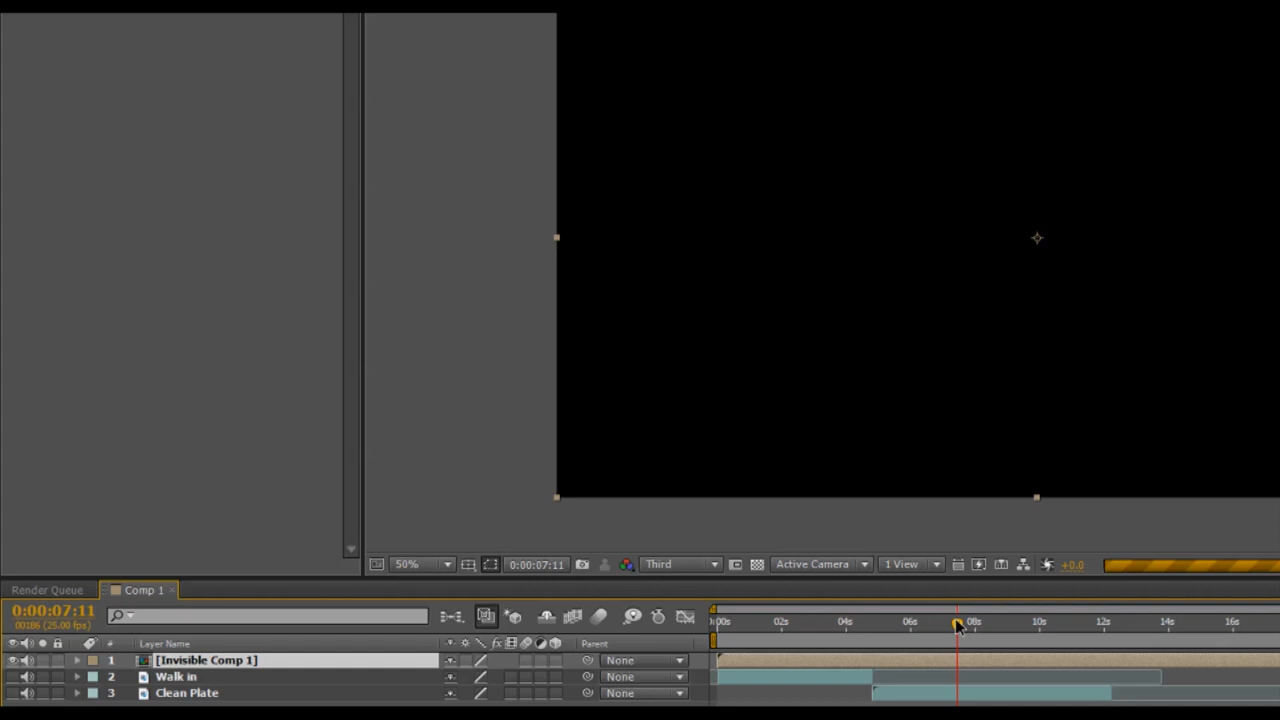 50% 0:00:07:11 Third Active Camera 1 View +0.0
Render Queue Comp 1 ×
0:00:07:11
00186 (25.00 fps)
00s 02s 04s 06s 08s 10s 12s 14s 16s
# Layer Name fx Parent
1 [Invisible Comp 1] None
2 Walk in None
3 Clean Plate None